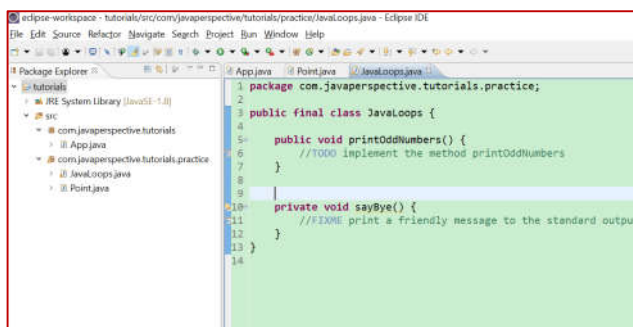 eclipse-workspace - tutorials/src/com/javaperspective/tutorials/practice/JavaLoops.java - Eclipse IDE
File Edit Source Refactor Navigate Search Project Run Window Help
Package Explorer
App.java Point.java JavaLoops.java
tutorials
JRE System Library [JavaSE-1.8]
src
com.javaperspective.tutorials
App.java
com.javaperspective.tutorials.practice
JavaLoops.java
Point.java
1 package com.javaperspective.tutorials.practice;
2
3 public final class JavaLoops {
4
5 public void printOddNumbers() {
6 //TODO implement the method printOddNumbers
7 }
8
9
10 private void sayBye() {
11 //FIXME print a friendly message to the standard outpu
12 }
13 }
14